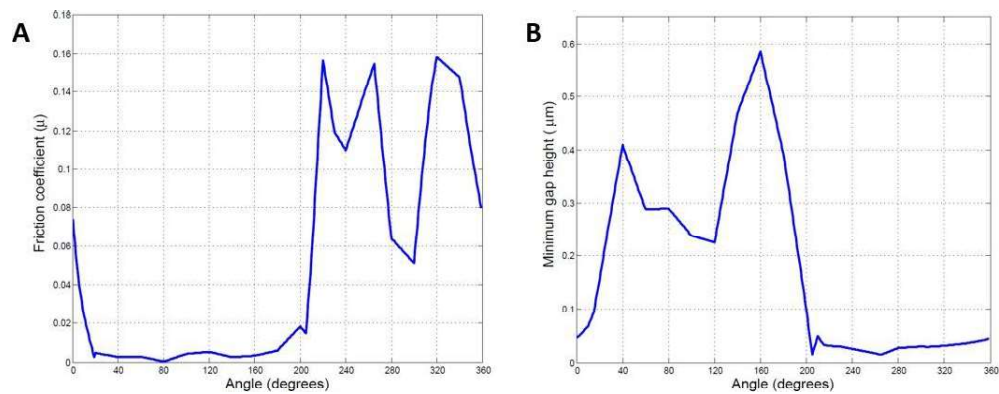 A
0.18
0.16
0.14
0.12
0.1
0.08
0.06
0.04
0.02
0
Friction coefficient (μ)
0 40 80 120 160 200 240 280 320 360
Angle (degrees)
B
0.6
0.5
0.4
0.3
0.2
0.1
0
Minimum gap height ( μm)
0 40 80 120 160 200 240 280 320 360
Angle (degrees)